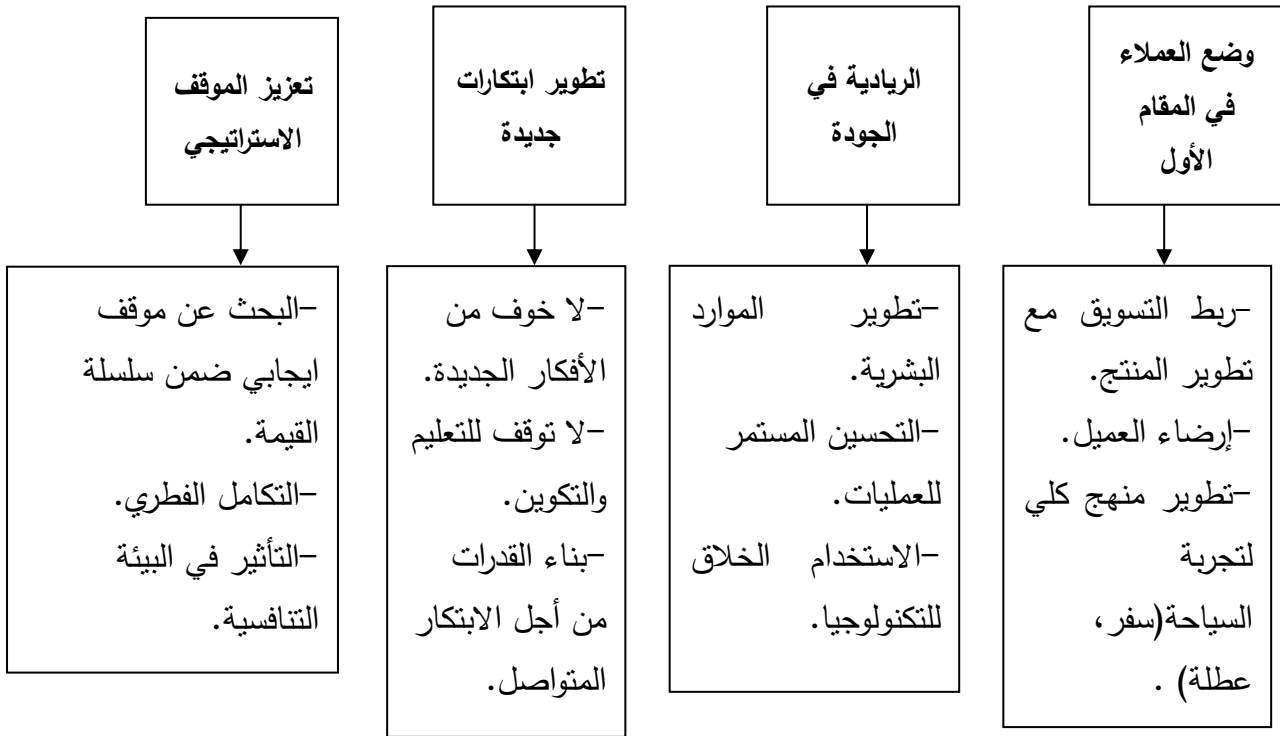 وضع العملاء
في المقام
الأول
الريادية في
الجودة
تطوير ابتكارات
جديدة
تعزيز الموقف
الاستراتيجي
-ربط التسويق مع
تطوير المنتج.
-إرضاء العميل.
-تطوير منهج كلي
لتجربة
السياحة(سفر،
عطلة) .
-تطوير الموارد
البشرية.
-التحسين المستمر
للعمليات.
-الاستخدام الخلاق
للتكنولوجيا.
-لا خوف من
الأفكار الجديدة.
-لا توقف للتعليم
والتكوين.
-بناء القدرات
من أجل الابتكار
المتواصل.
-البحث عن موقف
ايجابي ضمن سلسلة
القيمة.
-التكامل الفطري.
-التأثير في البيئة
التنافسية.